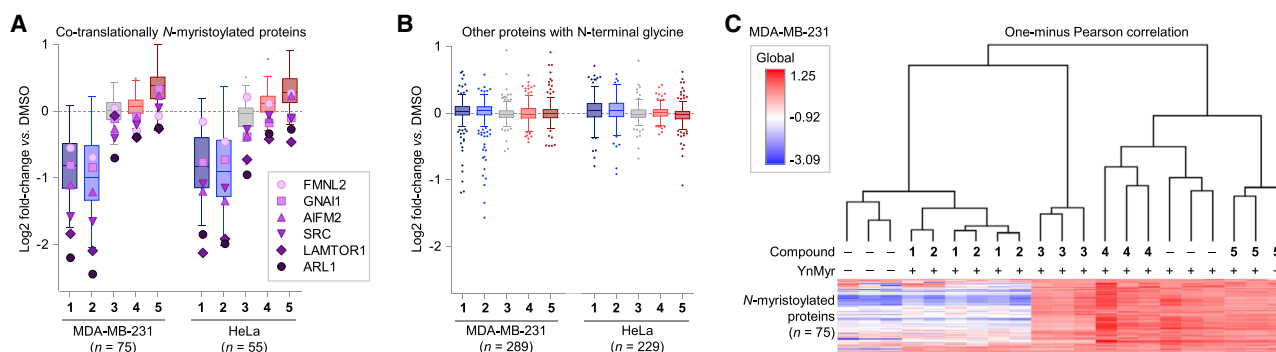 A
Co-translationally N-myristoylated proteins
Log2 fold-change vs. DMSO
1
0
-1
-2
FMNL2
GNAI1
AIFM2
SRC
LAMTOR1
ARL1
1 2 3 4 5 1 2 3 4 5
MDA-MB-231 HeLa
(n = 75) (n = 55)
B
Other proteins with N-terminal glycine
Log2 fold-change vs. DMSO
1
0
-1
-2
1 2 3 4 5 1 2 3 4 5
MDA-MB-231 HeLa
(n = 289) (n = 229)
C
MDA-MB-231
One-minus Pearson correlation
Global
1.25
-0.92
-3.09
Compound – – – 1 2 1 2 1 2 3 3 3 4 4 4 – – – 5 5 5
YnMyr – – – + + + + + + + + + + + + + + + + + +
N-myristoylated
proteins
(n = 75)